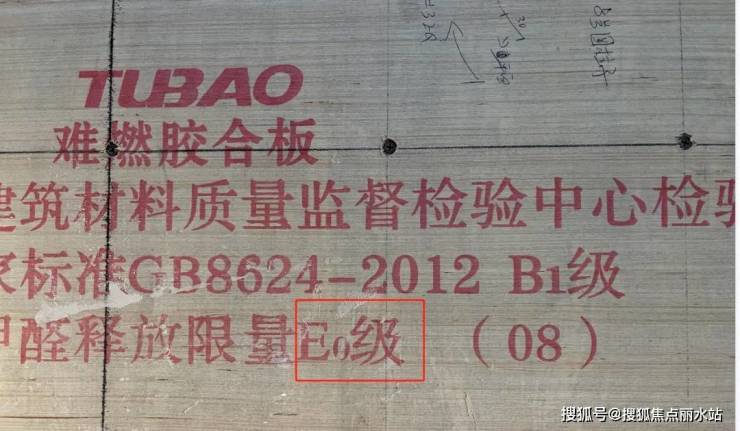 TUBAO
难燃胶合板
建筑材料质量监督检验中心检验
家标准GB8624-2012 B1级
甲醛释放限量E0级 (08)
搜狐号@搜狐焦点丽水站